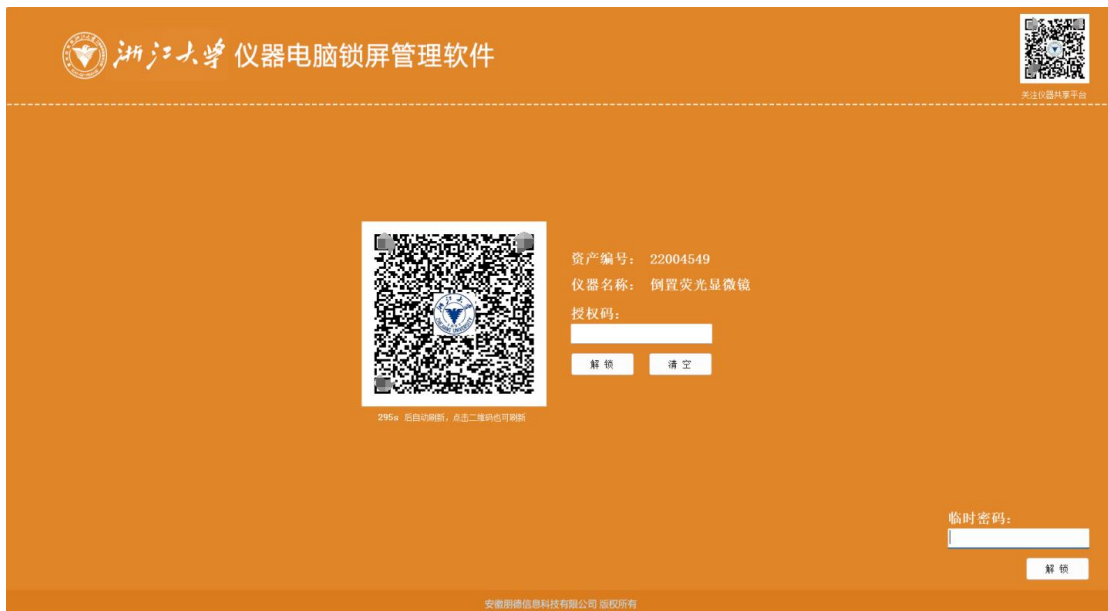 浙江大学 仪器电脑锁屏管理软件
关注仪器共享平台
资产编号： 22004549
仪器名称： 倒置荧光显微镜
授权码：
解锁 清空
295s 后自动刷新，点击二维码也可刷新
临时密码：
解锁
安徽朋德信息科技有限公司 版权所有